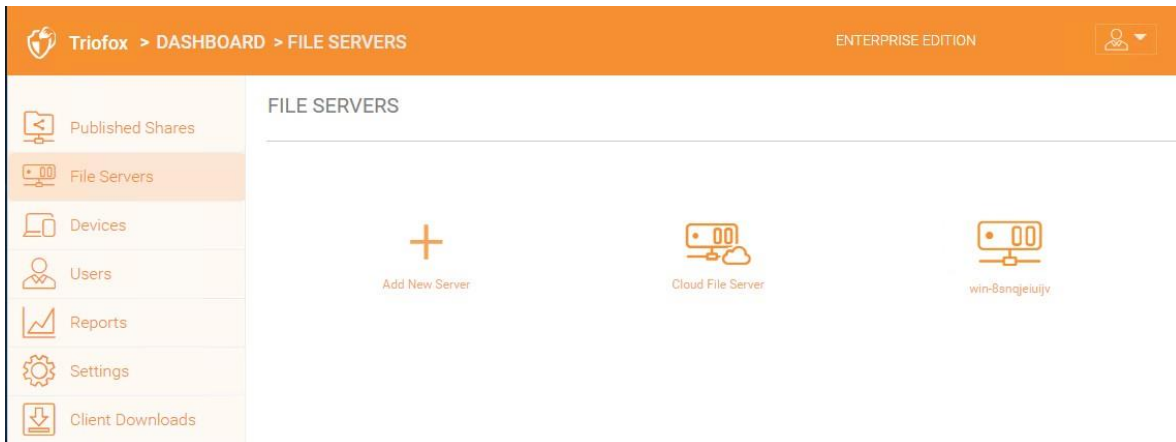 Triofox > DASHBOARD > FILE SERVERS
ENTERPRISE EDITION
FILE SERVERS
Published Shares
File Servers
Devices
Users
Reports
Settings
Client Downloads
Add New Server
Cloud File Server
win-8snqjeiuijv